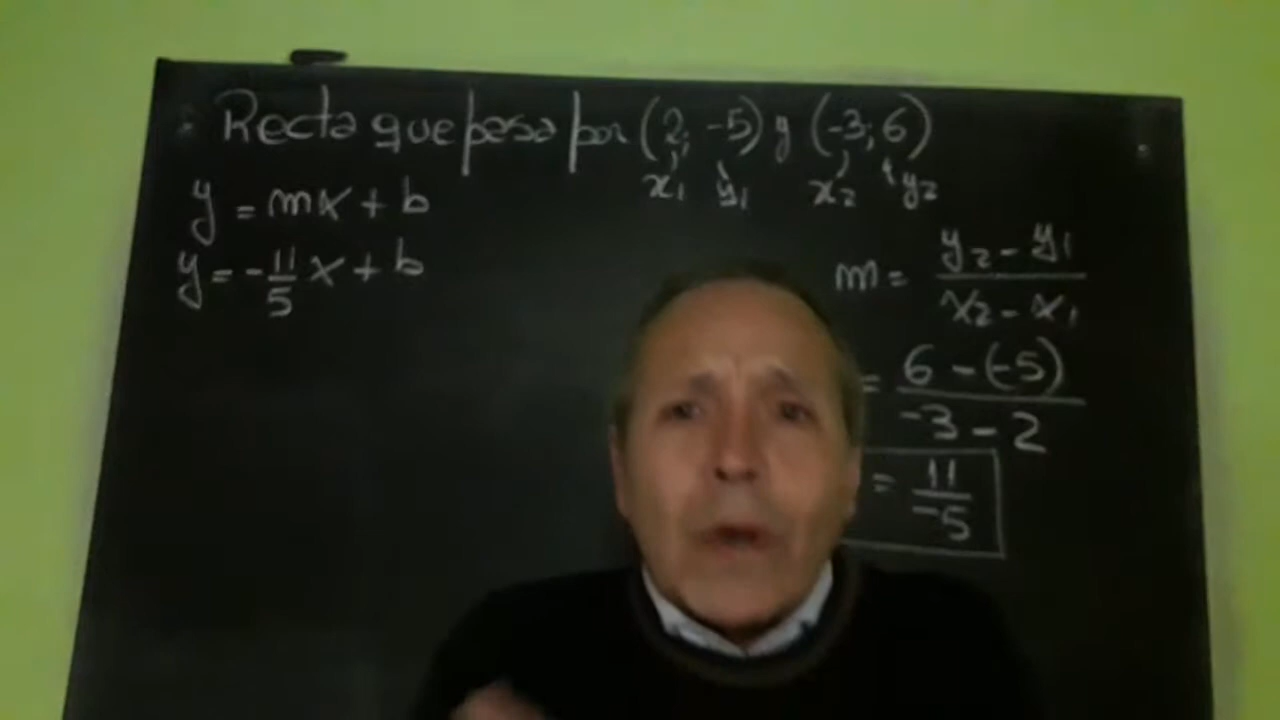 Recta que pasa por (2; -5) y (-3; 6)
x₁ y₁ x₂ y₂
y = mx + b
y = -11/5 x + b
m = y₂ - y₁ / x₂ - x₁
= 6 - (-5) / -3 - 2
= 11 / -5